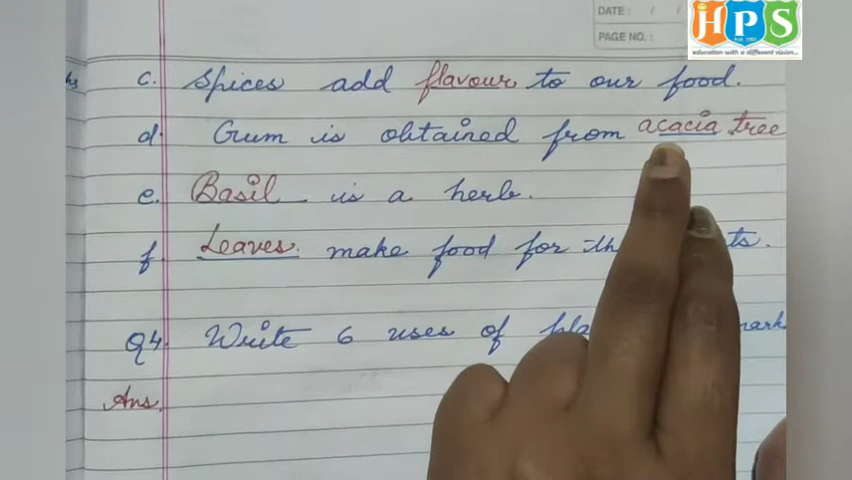 DATE: / /
PAGE NO.:
HPS
education with a different vision...
c. Spices add flavour to our food.
d. Gum is obtained from acacia tree
e. Basil is a herb.
f Leaves. make food for
Q4. Write 6 uses of
Ans.